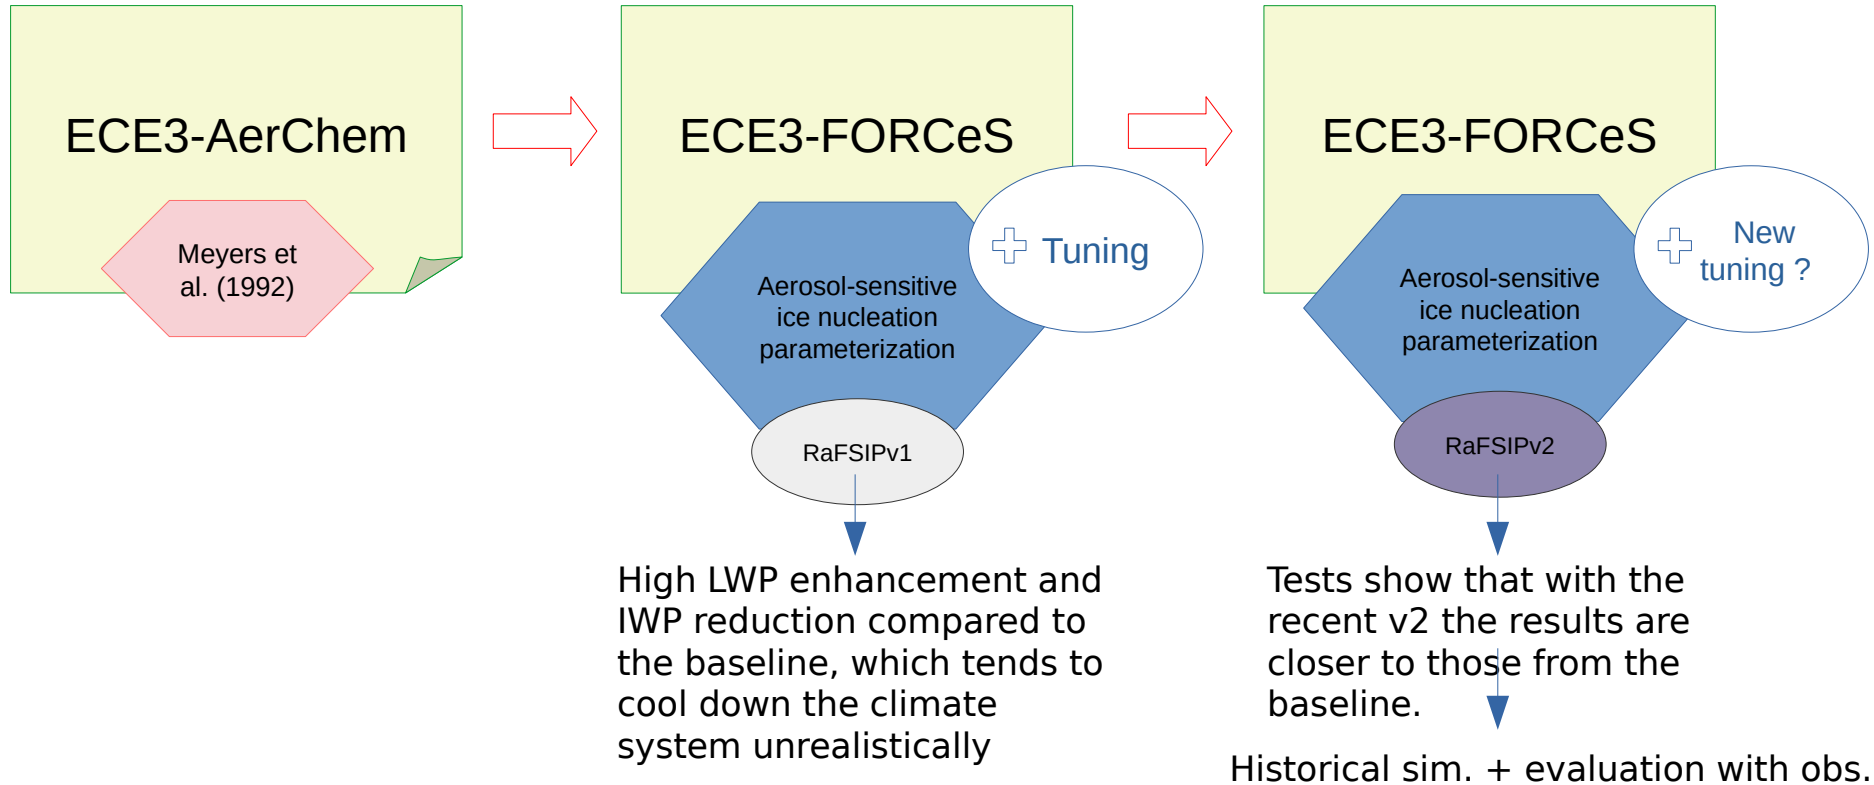 ECE3-AerChem
Meyers et
al. (1992)
ECE3-FORCeS
Tuning
Aerosol-sensitive
ice nucleation
parameterization
RaFSIPv1
High LWP enhancement and
IWP reduction compared to
the baseline, which tends to
cool down the climate
system unrealistically
ECE3-FORCeS
New
tuning ?
Aerosol-sensitive
ice nucleation
parameterization
RaFSIPv2
Tests show that with the
recent v2 the results are
closer to those from the
baseline.
Historical sim. + evaluation with obs.